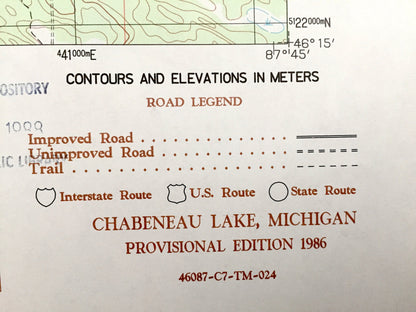 5122000mN
46°15'
441000mE
87°45'
CONTOURS AND ELEVATIONS IN METERS
OSITORY
ROAD LEGEND
Improved Road
Unimproved Road
Trail
Interstate Route U.S. Route State Route
CHABENEAU LAKE, MICHIGAN
PROVISIONAL EDITION 1986
46087-C7-TM-024